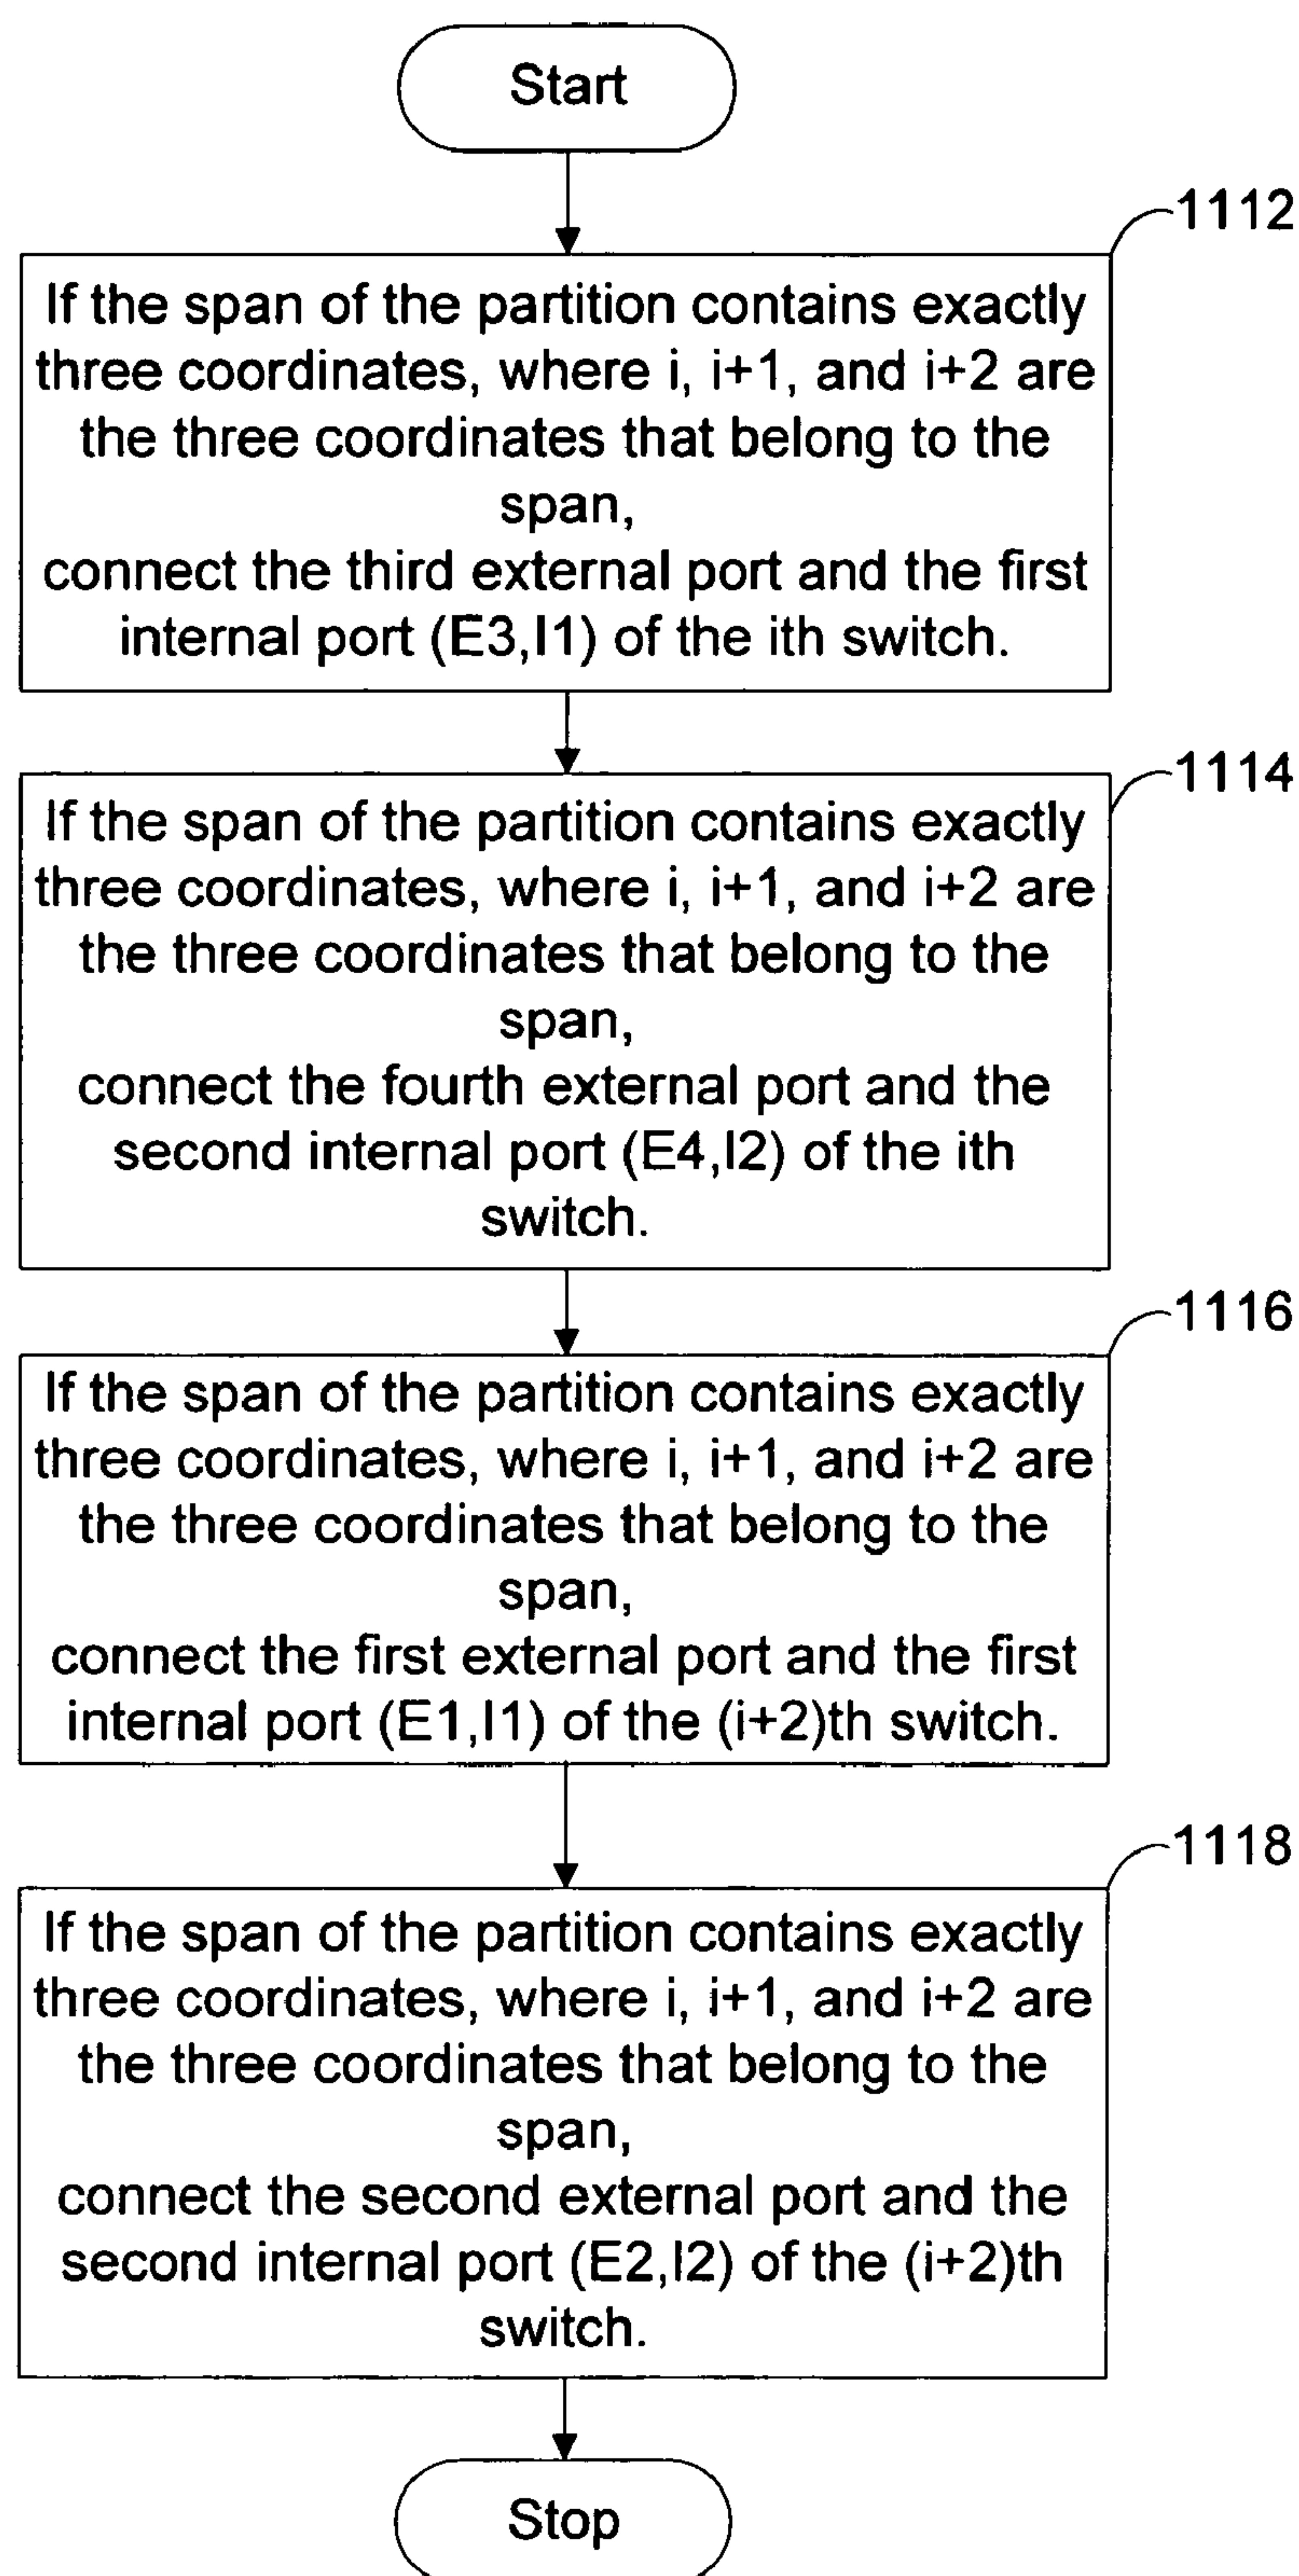 Start
1112
If the span of the partition contains exactly
three coordinates, where i, i+1, and i+2 are
the three coordinates that belong to the
span,
connect the third external port and the first
internal port (E3,I1) of the ith switch.
1114
If the span of the partition contains exactly
three coordinates, where i, i+1, and i+2 are
the three coordinates that belong to the
span,
connect the fourth external port and the
second internal port (E4,I2) of the ith
switch.
1116
If the span of the partition contains exactly
three coordinates, where i, i+1, and i+2 are
the three coordinates that belong to the
span,
connect the first external port and the first
internal port (E1,I1) of the (i+2)th switch.
1118
If the span of the partition contains exactly
three coordinates, where i, i+1, and i+2 are
the three coordinates that belong to the
span,
connect the second external port and the
second internal port (E2,I2) of the (i+2)th
switch.
Stop